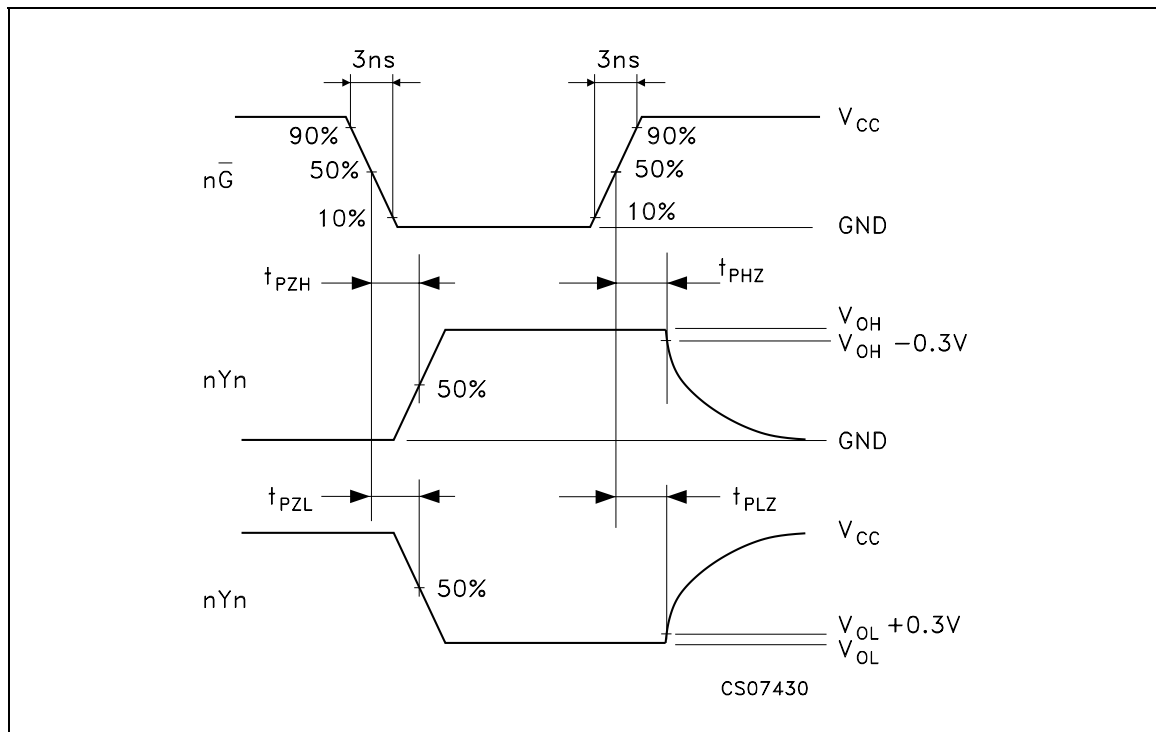 3ns 3ns
90% 90% V_CC
nG̅ 50% 50%
10% 10% GND
t_PZH t_PHZ
V_OH
V_OH −0.3V
nYn 50%
GND
t_PZL t_PLZ
V_CC
nYn 50%
V_OL +0.3V
V_OL
CS07430